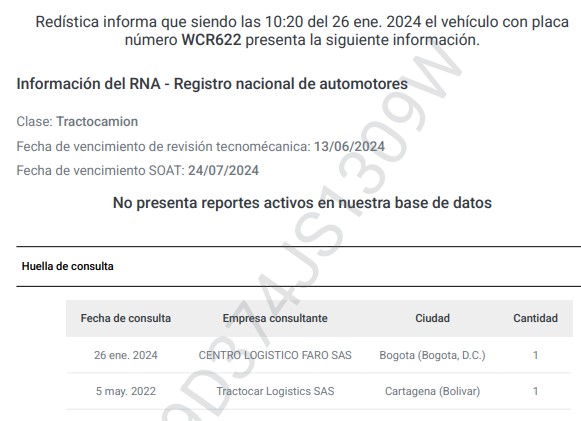 Redística informa que siendo las 10:20 del 26 ene. 2024 el vehículo con placa
número WCR622 presenta la siguiente información.
Información del RNA - Registro nacional de automotores
Clase: Tractocamion
Fecha de vencimiento de revisión tecnomécanica: 13/06/2024
Fecha de vencimiento SOAT: 24/07/2024
No presenta reportes activos en nuestra base de datos
Huella de consulta
Fecha de consulta Empresa consultante Ciudad Cantidad
26 ene. 2024 CENTRO LOGISTICO FARO SAS Bogota (Bogota, D.C.) 1
5 may. 2022 Tractocar Logistics SAS Cartagena (Bolivar) 1